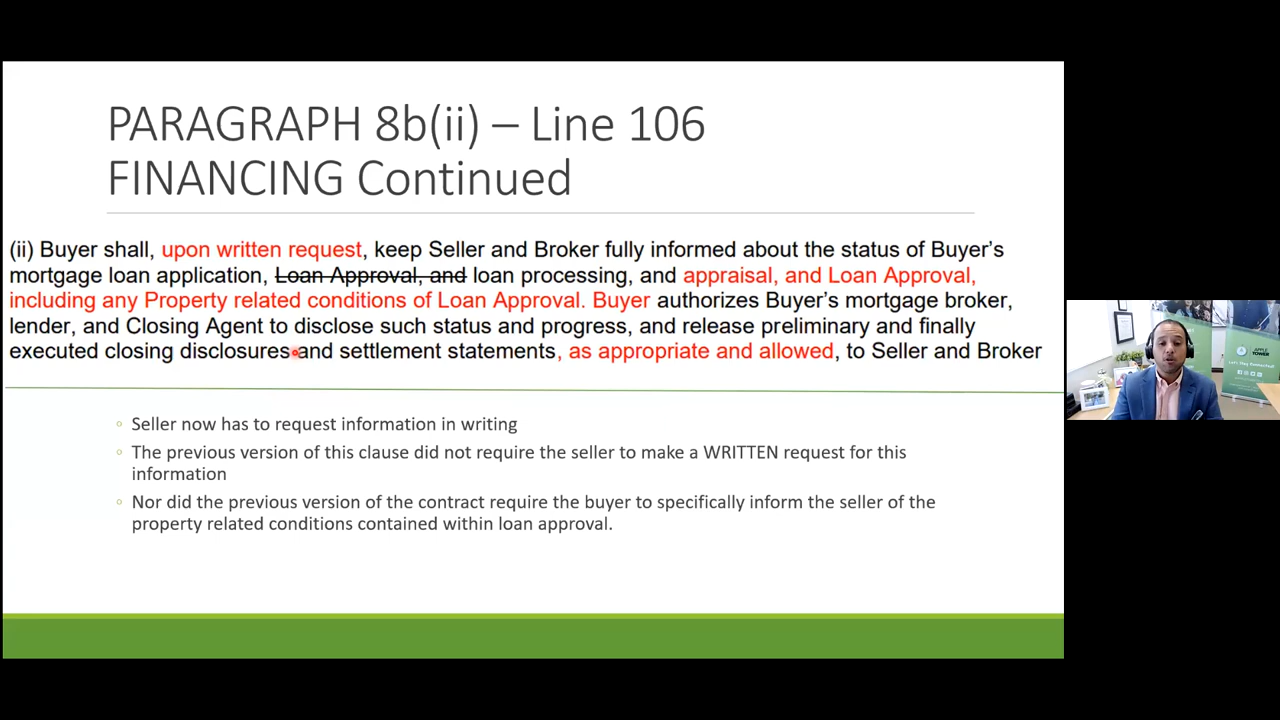 PARAGRAPH 8b(ii) – Line 106
FINANCING Continued
(ii) Buyer shall, upon written request, keep Seller and Broker fully informed about the status of Buyer's
mortgage loan application, Loan Approval, and loan processing, and appraisal, and Loan Approval,
including any Property related conditions of Loan Approval. Buyer authorizes Buyer's mortgage broker,
lender, and Closing Agent to disclose such status and progress, and release preliminary and finally
executed closing disclosures and settlement statements, as appropriate and allowed, to Seller and Broker
Seller now has to request information in writing
The previous version of this clause did not require the seller to make a WRITTEN request for this
information
Nor did the previous version of the contract require the buyer to specifically inform the seller of the
property related conditions contained within loan approval.
APPLE
TOWER